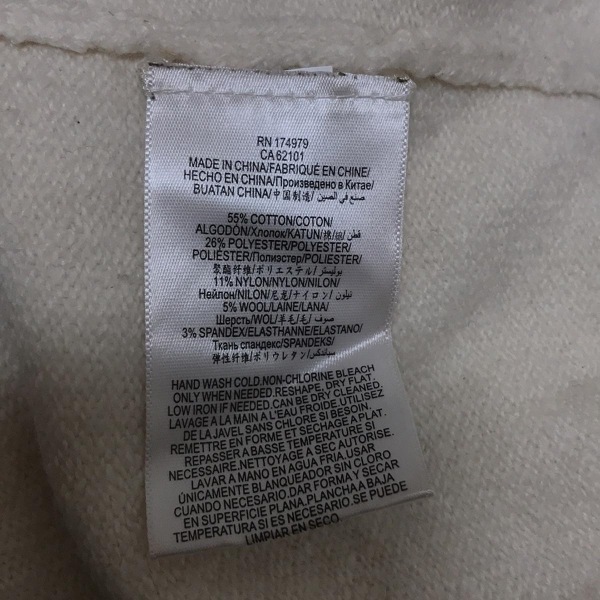 RN 174979
CA 62101
MADE IN CHINA/FABRIQUÉ EN CHINE/
HECHO EN CHINA/Произведено в Китае/
BUATAN CHINA/中国制造/صنع في الصين
55% COTTON/COTON/
ALGODÓN/Хлопок/KATUN/棉/綿/قطن
26% POLYESTER/POLYESTER/
POLIÉSTER/Полиэстер/POLIESTER/
聚酯纤维/ポリエステル/بوليستر
11% NYLON/NYLON/NILON/
Нейлон/NILON/尼龙/ナイロン/نيلون
5% WOOL/LAINE/LANA/
Шерсть/WOL/羊毛/毛/صوف
3% SPANDEX/ELASTHANNE/ELASTANO/
Ткань спандекс/SPANDEKS/
弹性纤维/ポリウレタン/سباندكس
HAND WASH COLD.NON-CHLORINE BLEACH
ONLY WHEN NEEDED.RESHAPE, DRY FLAT.
LOW IRON IF NEEDED.CAN BE DRY CLEANED.
LAVAGE A LA MAIN A L'EAU FROIDE UTILISEZ
DE LA JAVEL SANS CHLORE SI BESOIN.
REMETTRE EN FORME ET SECHAGE A PLAT.
REPASSER A BASSE TEMPERATURE SI
NECESSAIRE.NETTOYAGE A SEC AUTORISE.
LAVAR A MANO EN AGUA FRIA.USAR
ÚNICAMENTE BLANQUEADOR SIN CLORO
CUANDO NECESARIO.DAR FORMA Y SECAR
EN SUPERFICIE PLANA.PLANCHA A BAJA
TEMPERATURA SI ES NECESARIO.SE PUEDE
LIMPIAR EN SECO.